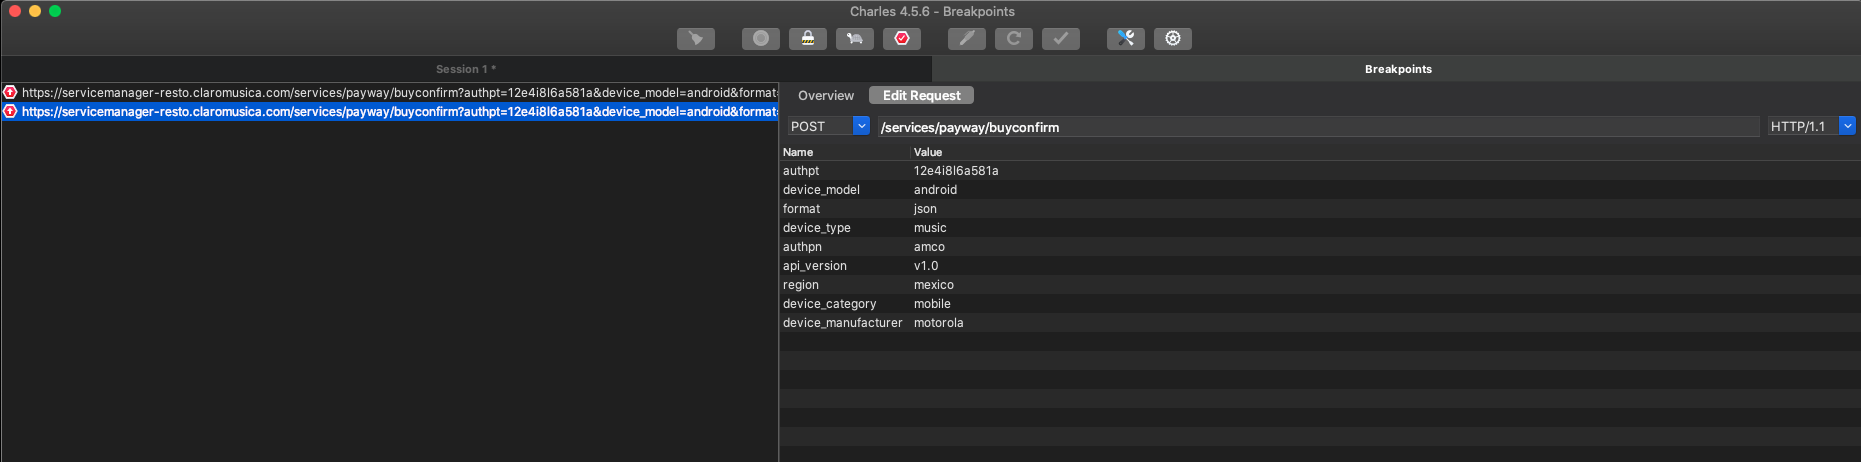 Charles 4.5.6 - Breakpoints
Session 1 *
Breakpoints
https://servicemanager-resto.claromusica.com/services/payway/buyconfirm?authpt=12e4i8l6a581a&device_model=android&format=
https://servicemanager-resto.claromusica.com/services/payway/buyconfirm?authpt=12e4i8l6a581a&device_model=android&format=
Overview Edit Request
POST /services/payway/buyconfirm HTTP/1.1
Name Value
authpt 12e4i8l6a581a
device_model android
format json
device_type music
authpn amco
api_version v1.0
region mexico
device_category mobile
device_manufacturer motorola